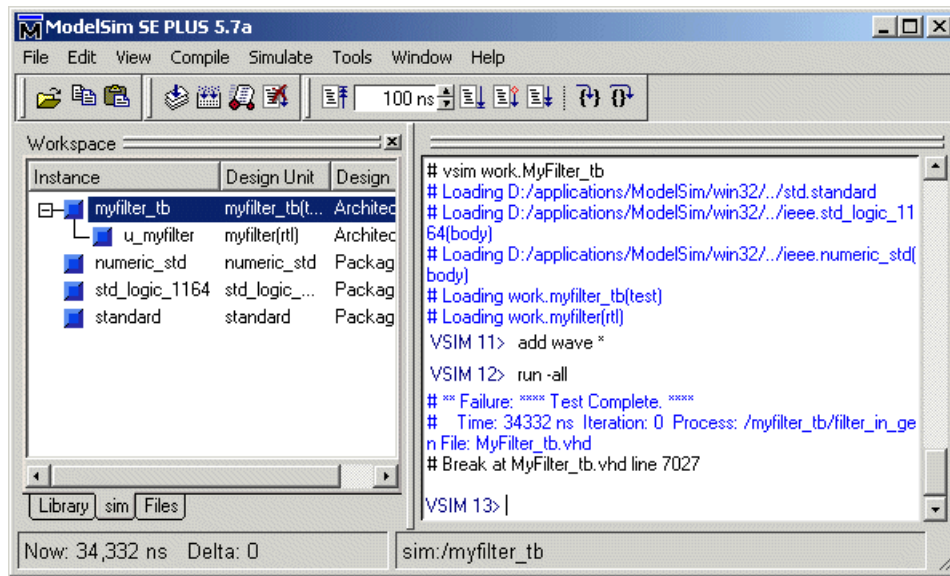 ModelSim SE PLUS 5.7a
File Edit View Compile Simulate Tools Window Help
100 ns
Workspace
Instance Design Unit Design
myfilter_tb myfilter_tb(t... Architec
u_myfilter myfilter(rtl) Architec
numeric_std numeric_std Packag
std_logic_1164 std_logic_... Packag
standard standard Packag
Library sim Files
# vsim work.MyFilter_tb
# Loading D:/applications/ModelSim/win32/../std.standard
# Loading D:/applications/ModelSim/win32/../ieee.std_logic_11
64(body)
# Loading D:/applications/ModelSim/win32/../ieee.numeric_std(
body)
# Loading work.myfilter_tb(test)
# Loading work.myfilter(rtl)
VSIM 11> add wave *
VSIM 12> run -all
# ** Failure: **** Test Complete. ****
# Time: 34332 ns Iteration: 0 Process: /myfilter_tb/filter_in_ge
n File: MyFilter_tb.vhd
# Break at MyFilter_tb.vhd line 7027
VSIM 13>
Now: 34,332 ns Delta: 0 sim:/myfilter_tb